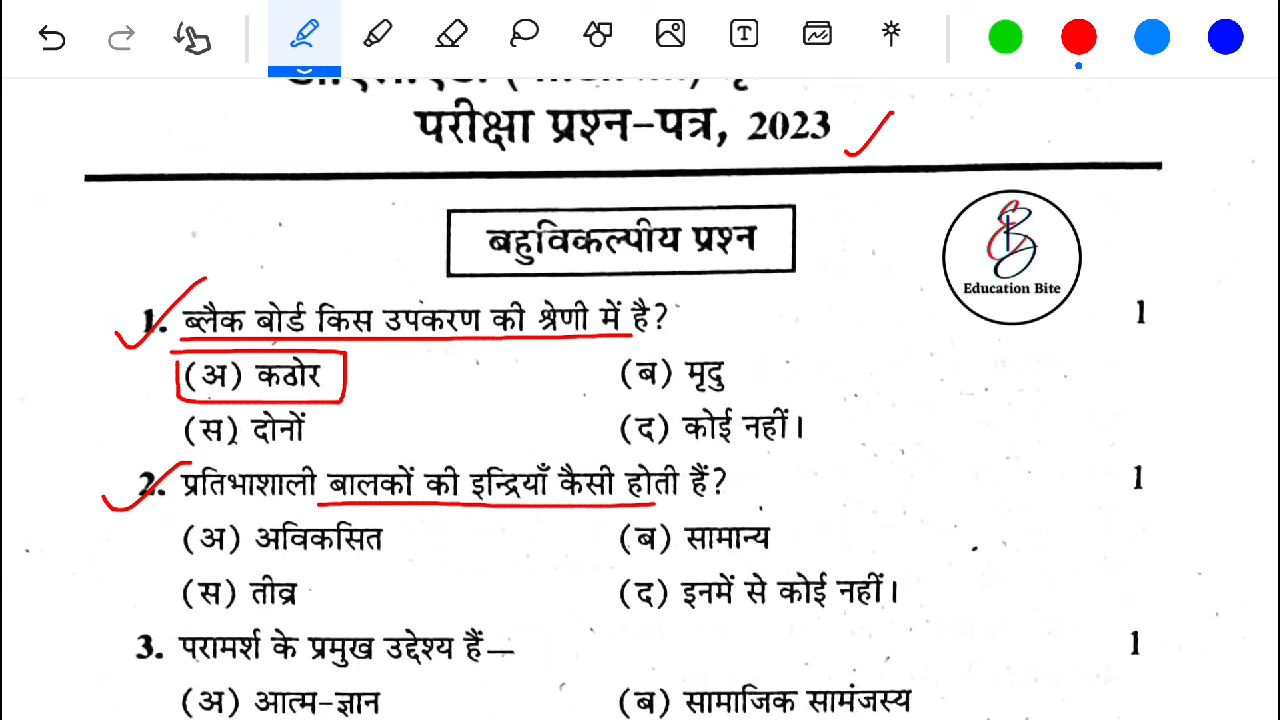 परीक्षा प्रश्न-पत्र, 2023
बहुविकल्पीय प्रश्न
Education Bite
1. ब्लैक बोर्ड किस उपकरण की श्रेणी में है? 1
(अ) कठोर (ब) मृदु
(स) दोनों (द) कोई नहीं।
2. प्रतिभाशाली बालकों की इन्द्रियाँ कैसी होती हैं? 1
(अ) अविकसित (ब) सामान्य
(स) तीव्र (द) इनमें से कोई नहीं।
3. परामर्श के प्रमुख उद्देश्य हैं— 1
(अ) आत्म-ज्ञान (ब) सामाजिक सामंजस्य